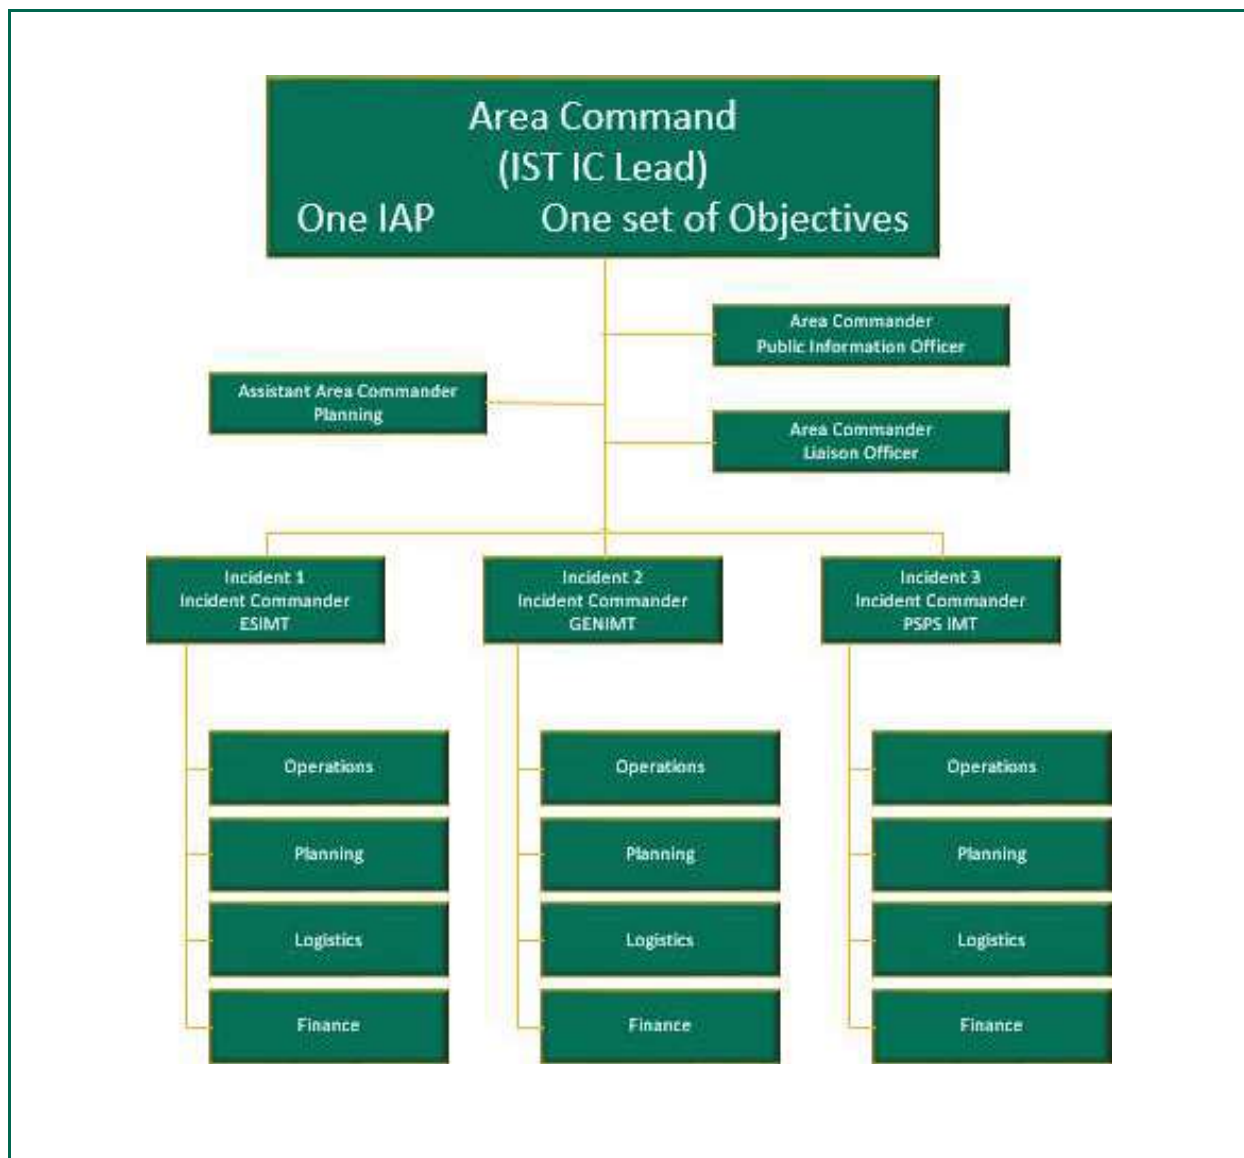 Area Command
(IST IC Lead)
One IAP One set of Objectives
Area Commander
Public Information Officer
Assistant Area Commander
Planning
Area Commander
Liaison Officer
Incident 1
Incident Commander
ESIMT
Incident 2
Incident Commander
GENIMT
Incident 3
Incident Commander
PSPS IMT
Operations
Planning
Logistics
Finance
Operations
Planning
Logistics
Finance
Operations
Planning
Logistics
Finance